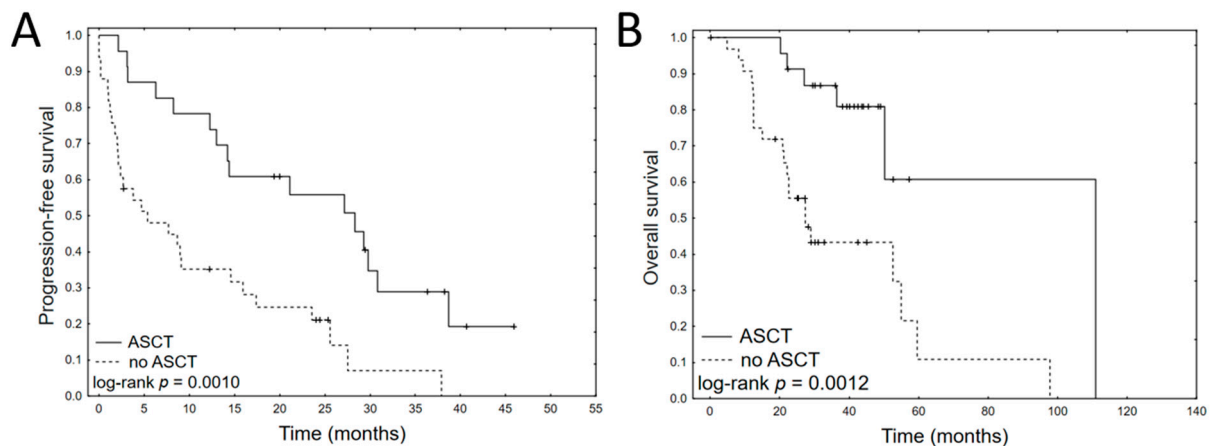 A
Progression-free survival
1.0
0.9
0.8
0.7
0.6
0.5
0.4
0.3
0.2
0.1
0.0
ASCT
no ASCT
log-rank p = 0.0010
0 5 10 15 20 25 30 35 40 45 50 55
Time (months)
B
Overall survival
1.0
0.9
0.8
0.7
0.6
0.5
0.4
0.3
0.2
0.1
0.0
ASCT
no ASCT
log-rank p = 0.0012
0 20 40 60 80 100 120 140
Time (months)